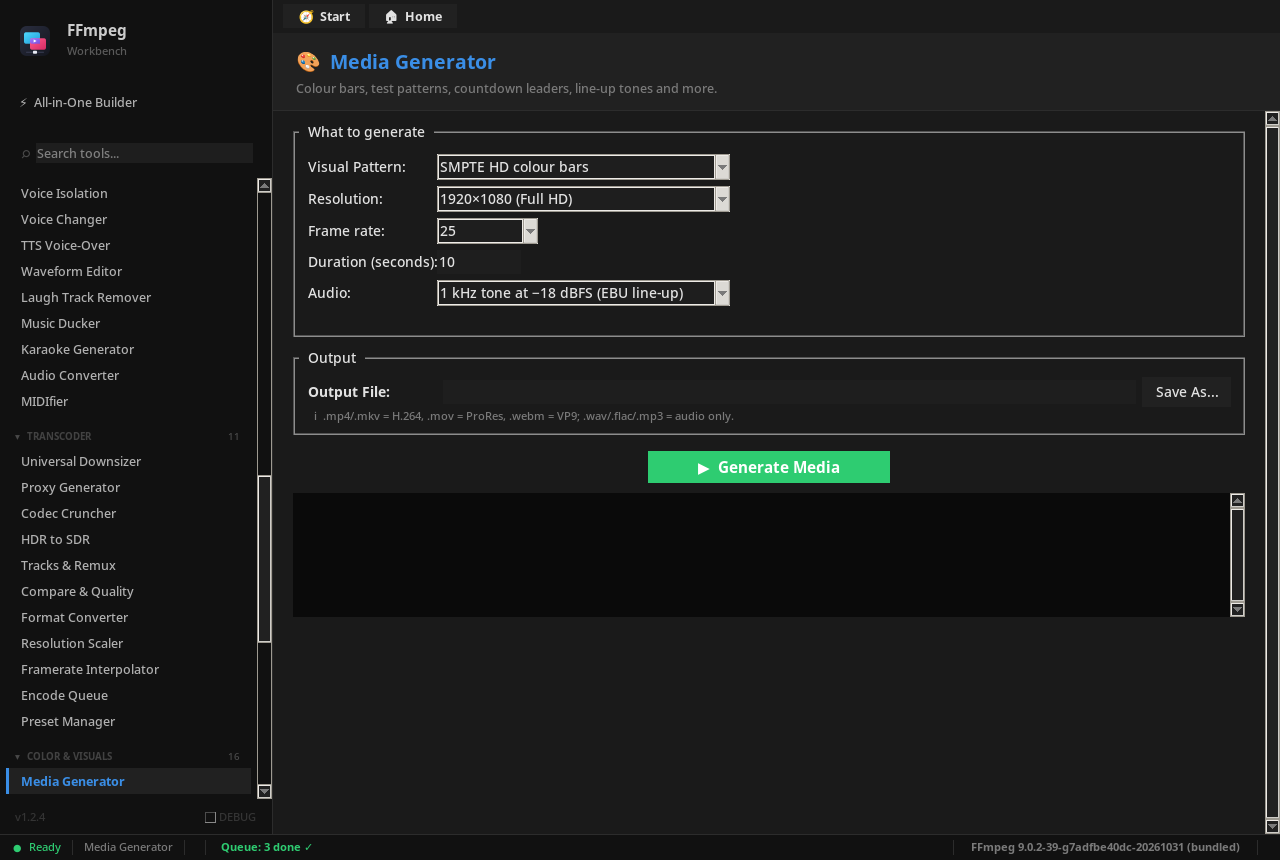 FFmpeg
Workbench
⚡ All-in-One Builder
Search tools...
Voice Isolation
Voice Changer
TTS Voice-Over
Waveform Editor
Laugh Track Remover
Music Ducker
Karaoke Generator
Audio Converter
MIDIfier
▾ TRANSCODER 11
Universal Downsizer
Proxy Generator
Codec Cruncher
HDR to SDR
Tracks & Remux
Compare & Quality
Format Converter
Resolution Scaler
Framerate Interpolator
Encode Queue
Preset Manager
▾ COLOR & VISUALS 16
Media Generator
v1.2.4 DEBUG
Start Home
Media Generator
Colour bars, test patterns, countdown leaders, line-up tones and more.
What to generate
Visual Pattern: SMPTE HD colour bars
Resolution: 1920×1080 (Full HD)
Frame rate: 25
Duration (seconds): 10
Audio: 1 kHz tone at −18 dBFS (EBU line-up)
Output
Output File: Save As...
i .mp4/.mkv = H.264, .mov = ProRes, .webm = VP9; .wav/.flac/.mp3 = audio only.
▶ Generate Media
● Ready Media Generator Queue: 3 done ✓ FFmpeg 9.0.2-39-g7adfbe40dc-20261031 (bundled)